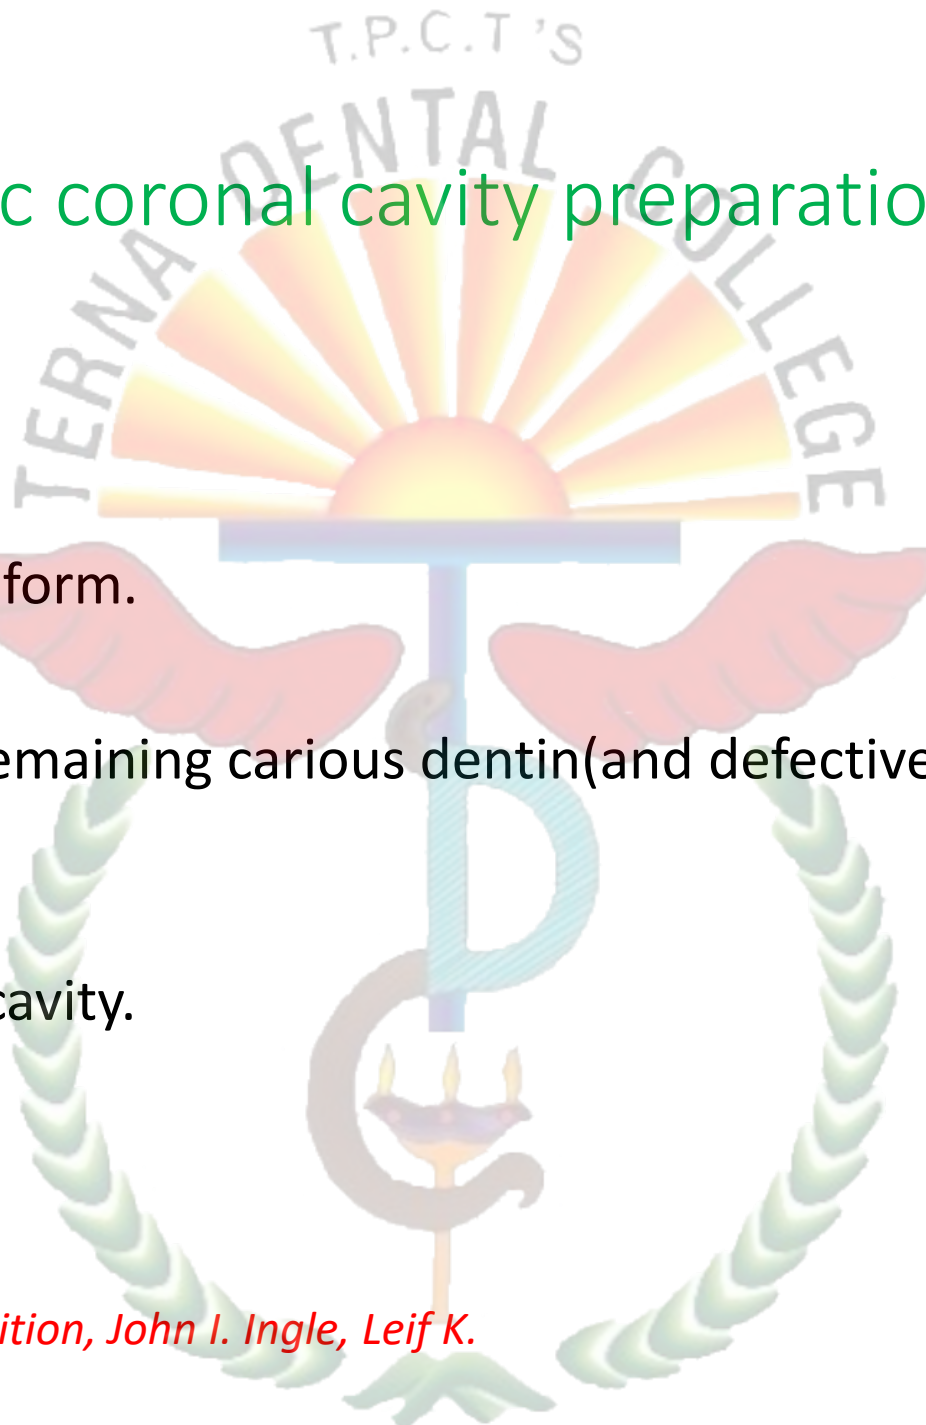 T.P.C.T'S
TERNA DENTAL COLLEGE
c coronal cavity preparatio
form.
emaining carious dentin(and defective
cavity.
ition, John I. Ingle, Leif K.